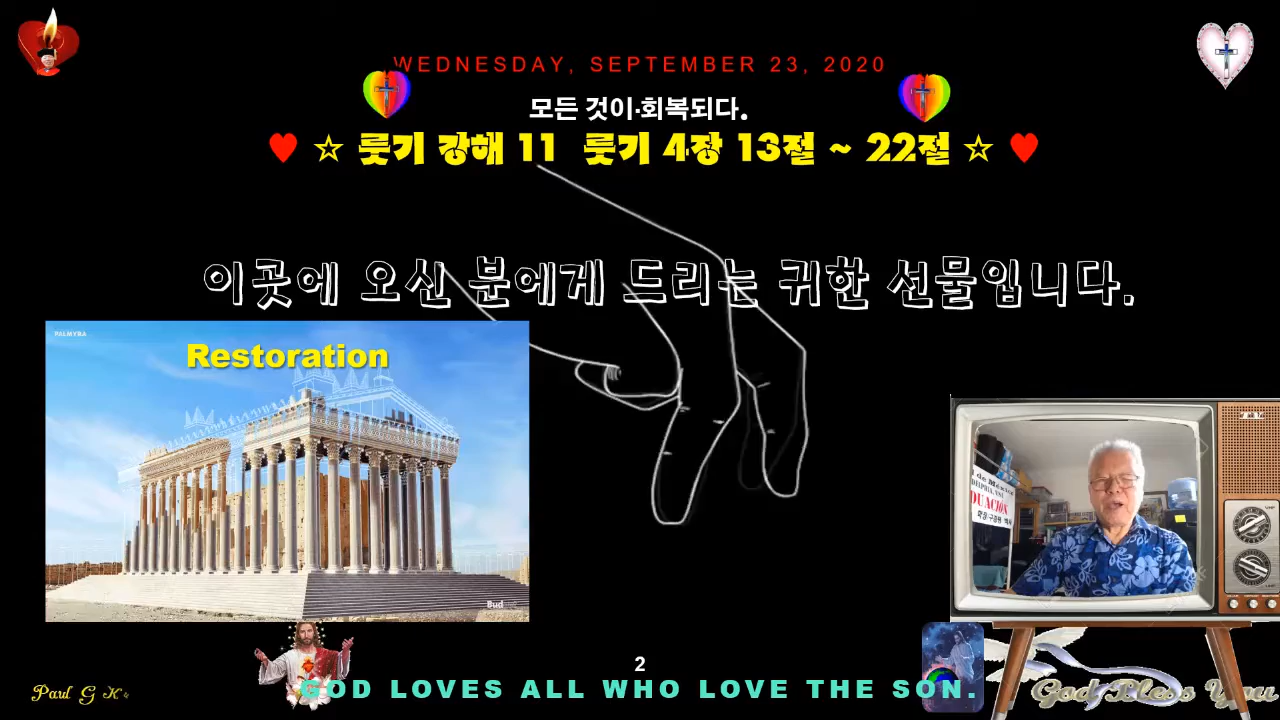 WEDNESDAY, SEPTEMBER 23, 2020
모든 것이·회복되다.
♥ ☆ 룻기 강해 11 룻기 4장 13절 ~ 22절 ☆ ♥
이곳에 오신 분에게 드리는 귀한 선물입니다.
PALMYRA
Restoration
Bud
DUACIÓN
2
Paul G K
GOD LOVES ALL WHO LOVE THE SON.
God Bless You